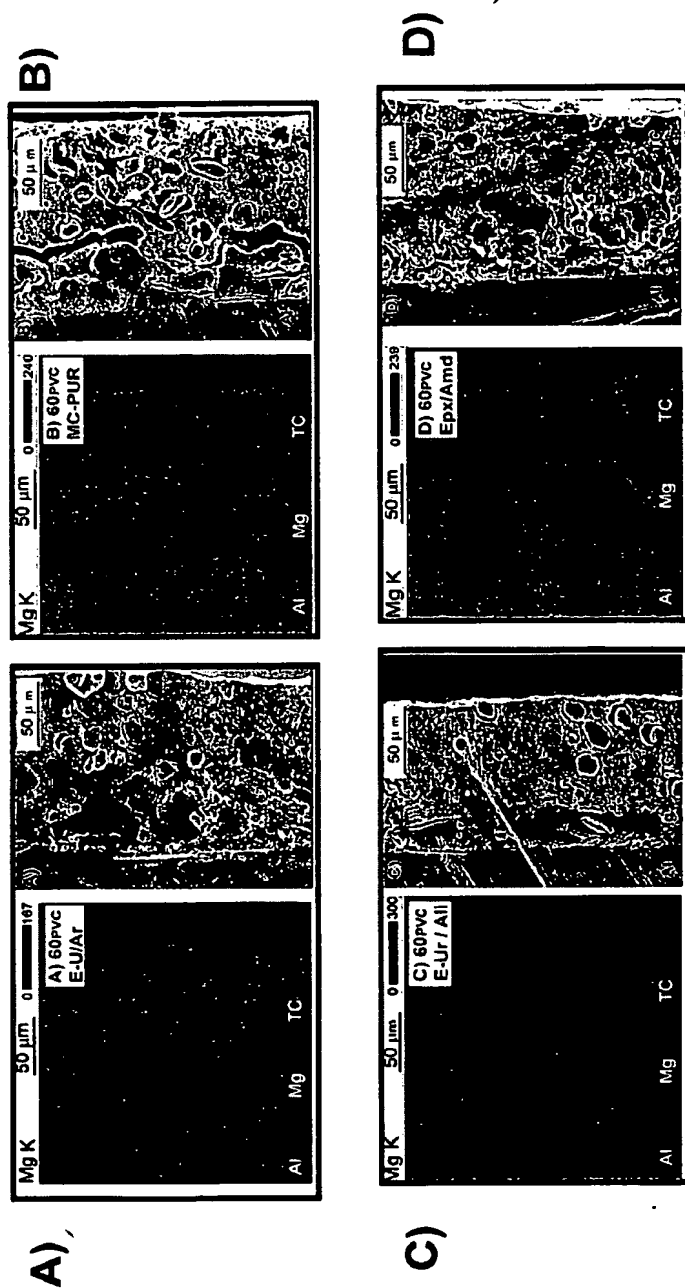 A)
Mg K
50 μm
0
167
A) 60PVC
E-U/Ar
Al
Mg
TC
50 μm
B)
Mg K
50 μm
0
240
B) 60PVC
MC-PUR
Al
Mg
TC
50 μm
C)
Mg K
50 μm
0
300
C) 60PVC
E-Ur / Ali
Al
Mg
TC
50 μm
D)
Mg K
50 μm
0
239
D) 60PVC
Epx/Amd
Al
Mg
TC
50 μm